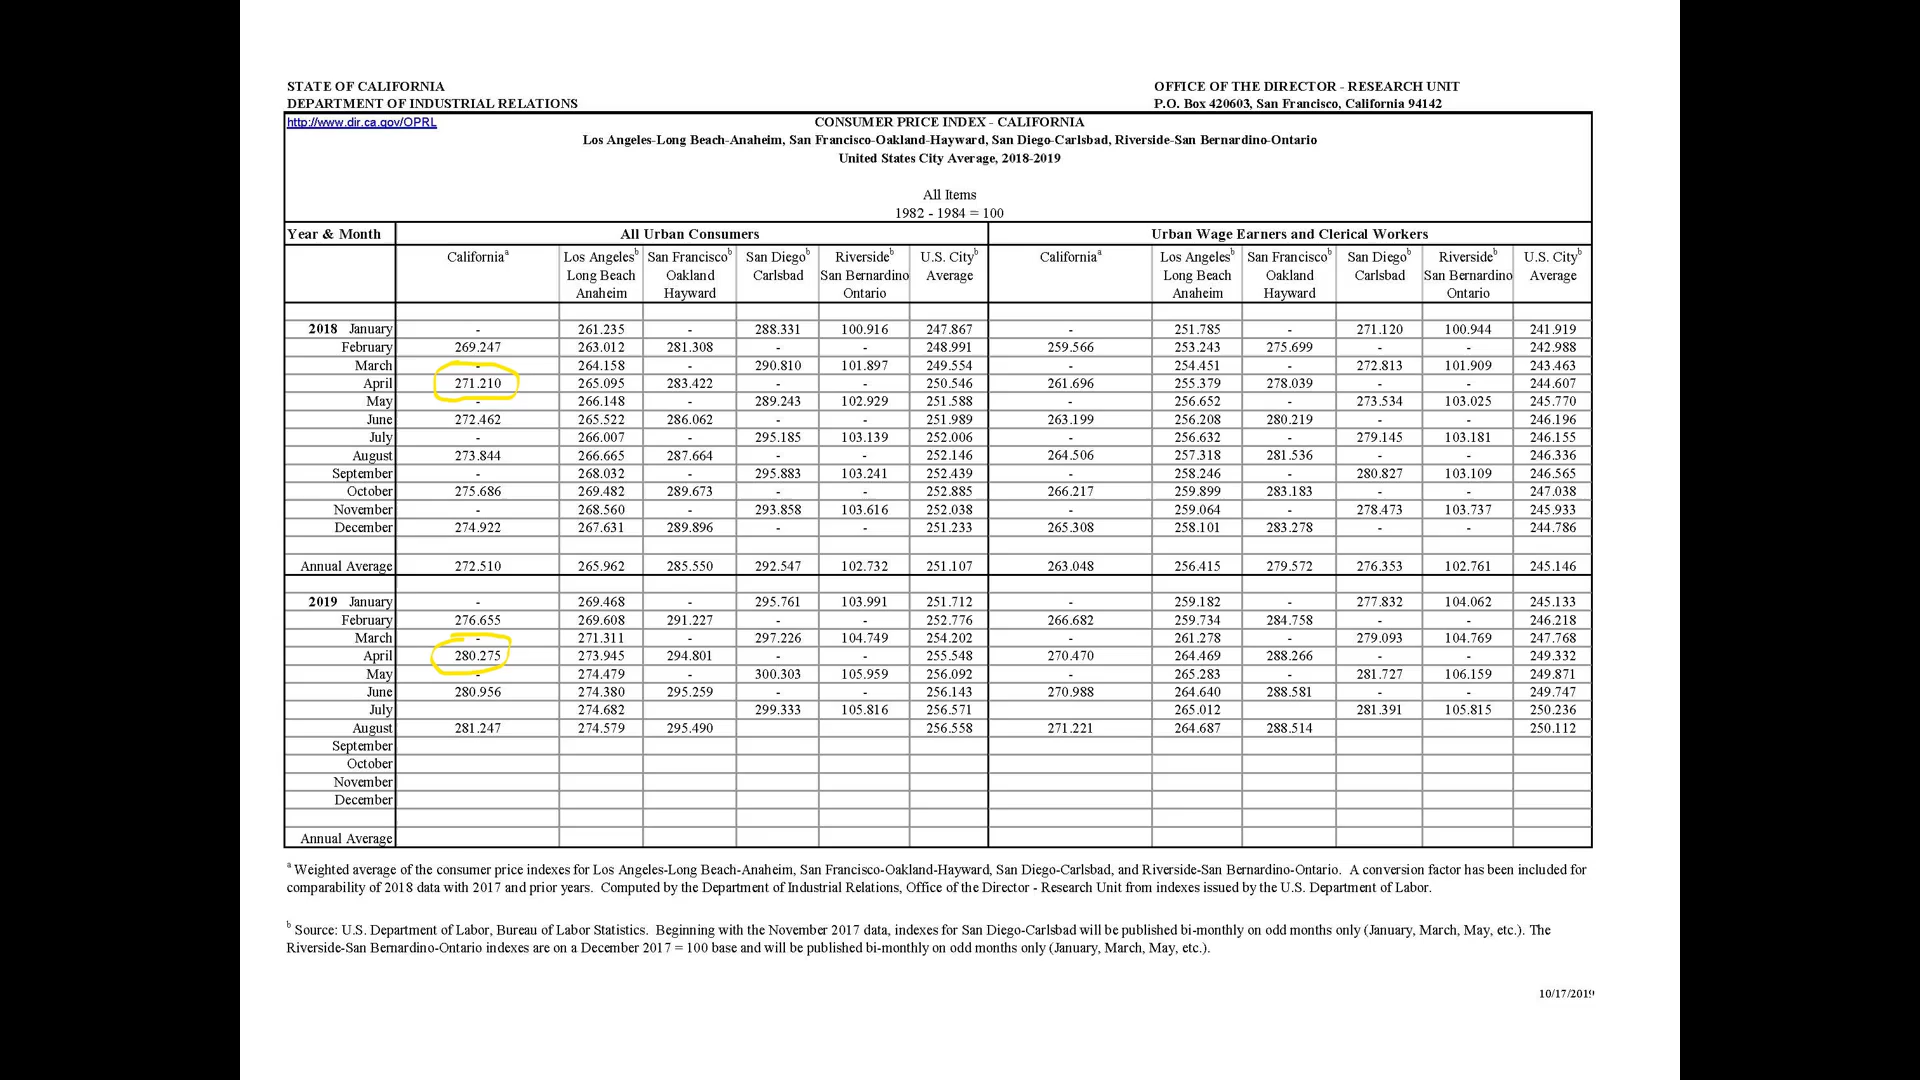 STATE OF CALIFORNIA OFFICE OF THE DIRECTOR - RESEARCH UNIT
DEPARTMENT OF INDUSTRIAL RELATIONS P.O. Box 420603, San Francisco, California 94142
http://www.dir.ca.gov/OPRL CONSUMER PRICE INDEX - CALIFORNIA
Los Angeles-Long Beach-Anaheim, San Francisco-Oakland-Hayward, San Diego-Carlsbad, Riverside-San Bernardino-Ontario
United States City Average, 2018-2019
All Items
1982 - 1984 = 100
Year & Month All Urban Consumers Urban Wage Earners and Clerical Workers
California a Los Angeles b San Francisco b San Diego b Riverside b U.S. City b California a Los Angeles b San Francisco b San Diego b Riverside b U.S. City b
Long Beach Oakland Carlsbad San Bernardino Average Long Beach Oakland Carlsbad San Bernardino Average
Anaheim Hayward Ontario Anaheim Hayward Ontario
2018 January - 261.235 - 288.331 100.916 247.867 - 251.785 - 271.120 100.944 241.919
February 269.247 263.012 281.308 - - 248.991 259.566 253.243 275.699 - - 242.988
March - 264.158 - 290.810 101.897 249.554 - 254.451 - 272.813 101.909 243.463
April 271.210 265.095 283.422 - - 250.546 261.696 255.379 278.039 - - 244.607
May - 266.148 - 289.243 102.929 251.588 - 256.652 - 273.534 103.025 245.770
June 272.462 265.522 286.062 - - 251.989 263.199 256.208 280.219 - - 246.196
July - 266.007 - 295.185 103.139 252.006 - 256.632 - 279.145 103.181 246.155
August 273.844 266.665 287.664 - - 252.146 264.506 257.318 281.536 - - 246.336
September - 268.032 - 295.883 103.241 252.439 - 258.246 - 280.827 103.109 246.565
October 275.686 269.482 289.673 - - 252.885 266.217 259.899 283.183 - - 247.038
November - 268.560 - 293.858 103.616 252.038 - 259.064 - 278.473 103.737 245.933
December 274.922 267.631 289.896 - - 251.233 265.308 258.101 283.278 - - 244.786
Annual Average 272.510 265.962 285.550 292.547 102.732 251.107 263.048 256.415 279.572 276.353 102.761 245.146
2019 January - 269.468 - 295.761 103.991 251.712 - 259.182 - 277.832 104.062 245.133
February 276.655 269.608 291.227 - - 252.776 266.682 259.734 284.758 - - 246.218
March - 271.311 - 297.226 104.749 254.202 - 261.278 - 279.093 104.769 247.768
April 280.275 273.945 294.801 - - 255.548 270.470 264.469 288.266 - - 249.332
May - 274.479 - 300.303 105.959 256.092 - 265.283 - 281.727 106.159 249.871
June 280.956 274.380 295.259 - - 256.143 270.988 264.640 288.581 - - 249.747
July 274.682 299.333 105.816 256.571 265.012 281.391 105.815 250.236
August 281.247 274.579 295.490 256.558 271.221 264.687 288.514 250.112
September
October
November
December
Annual Average
a Weighted average of the consumer price indexes for Los Angeles-Long Beach-Anaheim, San Francisco-Oakland-Hayward, San Diego-Carlsbad, and Riverside-San Bernardino-Ontario. A conversion factor has been included for
comparability of 2018 data with 2017 and prior years. Computed by the Department of Industrial Relations, Office of the Director - Research Unit from indexes issued by the U.S. Department of Labor.
b Source: U.S. Department of Labor, Bureau of Labor Statistics. Beginning with the November 2017 data, indexes for San Diego-Carlsbad will be published bi-monthly on odd months only (January, March, May, etc.). The
Riverside-San Bernardino-Ontario indexes are on a December 2017 = 100 base and will be published bi-monthly on odd months only (January, March, May, etc.).
10/17/2019